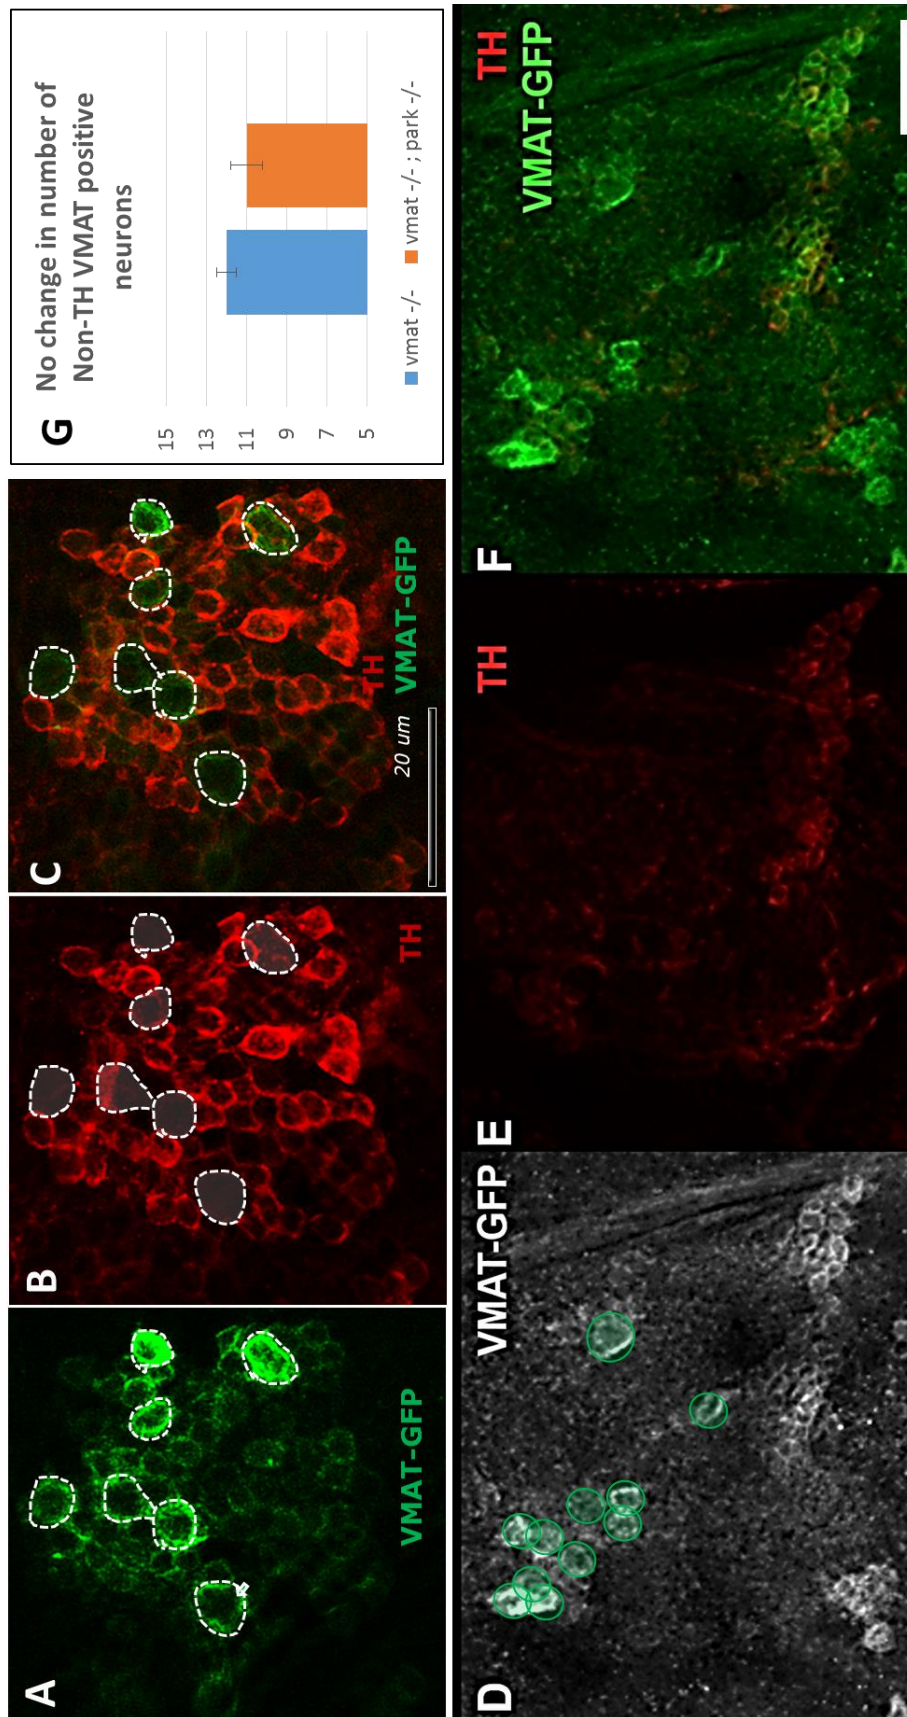 A
VMAT-GFP
B
TH
C
TH
VMAT-GFP
20 um
G
No change in number of
Non-TH VMAT positive
neurons
15
13
11
9
7
5
vmat -/-
vmat -/- ; park -/-
D
VMAT-GFP
E
TH
F
TH
VMAT-GFP